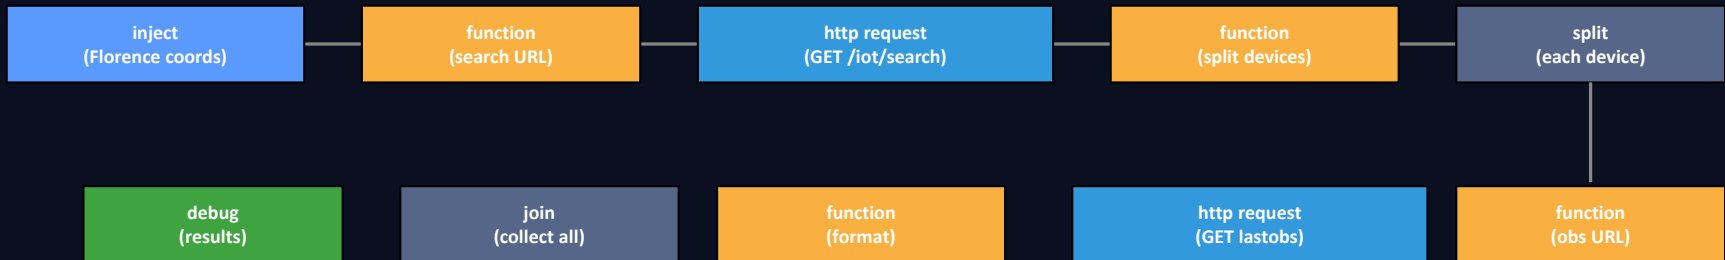 inject
(Florence coords)
function
(search URL)
http request
(GET /iot/search)
function
(split devices)
split
(each device)
debug
(results)
join
(collect all)
function
(format)
http request
(GET lastobs)
function
(obs URL)